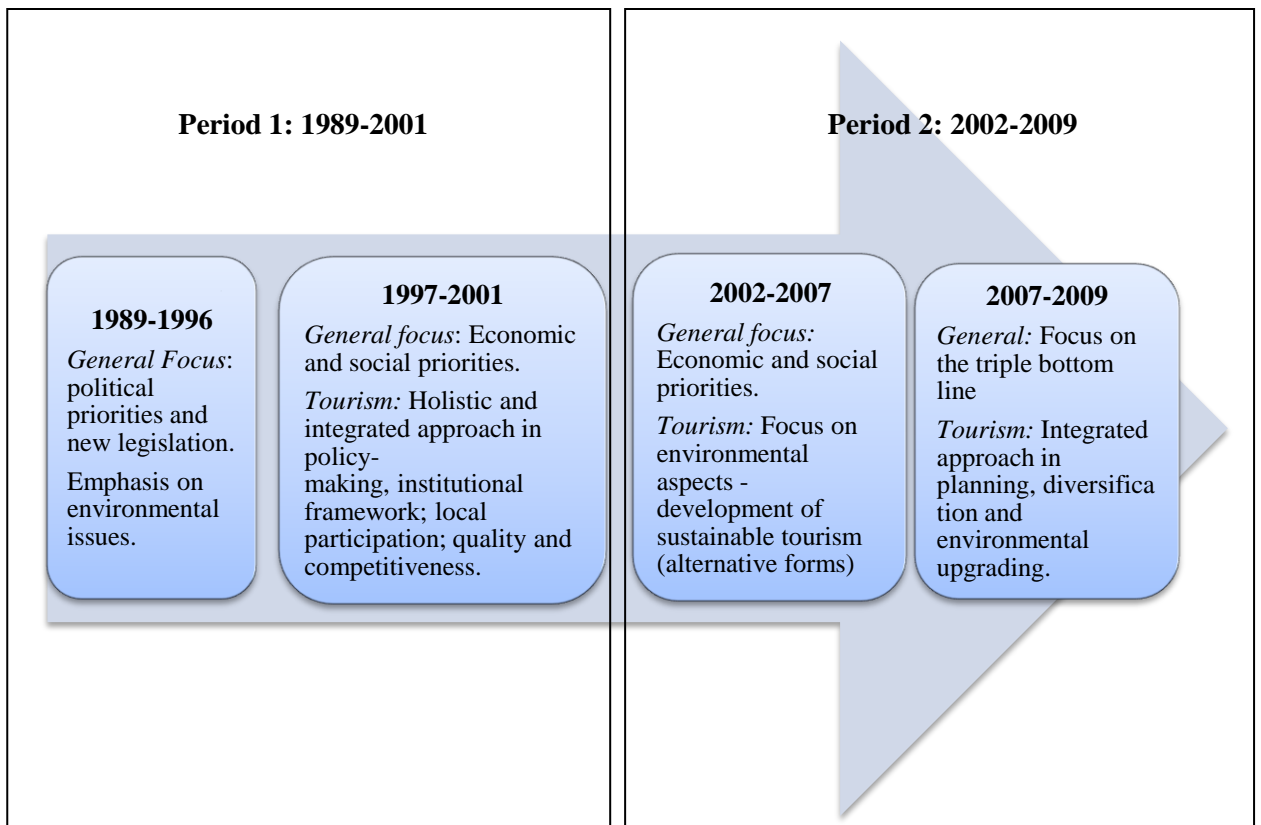 Period 1: 1989-2001
Period 2: 2002-2009
1989-1996
General Focus:
political
priorities and
new legislation.
Emphasis on
environmental
issues.
1997-2001
General focus: Economic
and social priorities.
Tourism: Holistic and
integrated approach in
policy-
making, institutional
framework; local
participation; quality and
competitiveness.
2002-2007
General focus:
Economic and social
priorities.
Tourism: Focus on
environmental
aspects -
development of
sustainable tourism
(alternative forms)
2007-2009
General: Focus on
the triple bottom
line
Tourism: Integrated
approach in
planning, diversifica
tion and
environmental
upgrading.